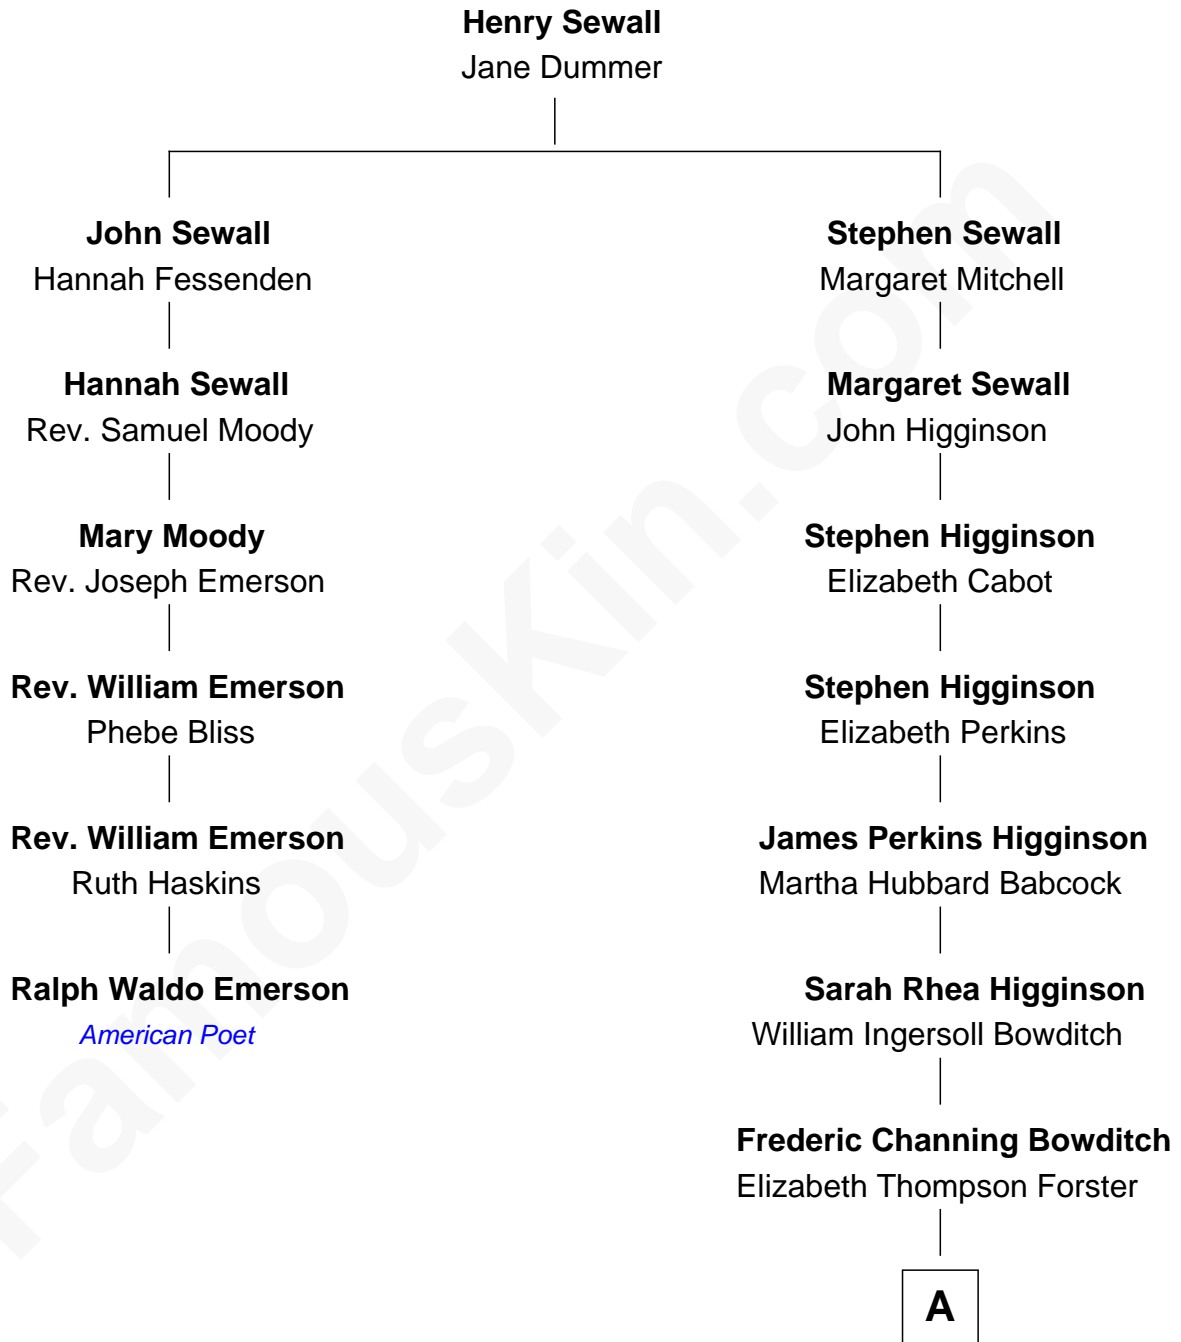 Henry Sewall
Jane Dummer
John Sewall
Hannah Fessenden
Stephen Sewall
Margaret Mitchell
Hannah Sewall
Rev. Samuel Moody
Margaret Sewall
John Higginson
Mary Moody
Rev. Joseph Emerson
Stephen Higginson
Elizabeth Cabot
Rev. William Emerson
Phebe Bliss
Stephen Higginson
Elizabeth Perkins
Rev. William Emerson
Ruth Haskins
James Perkins Higginson
Martha Hubbard Babcock
Ralph Waldo Emerson
American Poet
Sarah Rhea Higginson
William Ingersoll Bowditch
Frederic Channing Bowditch
Elizabeth Thompson Forster
A
FamousKin.com